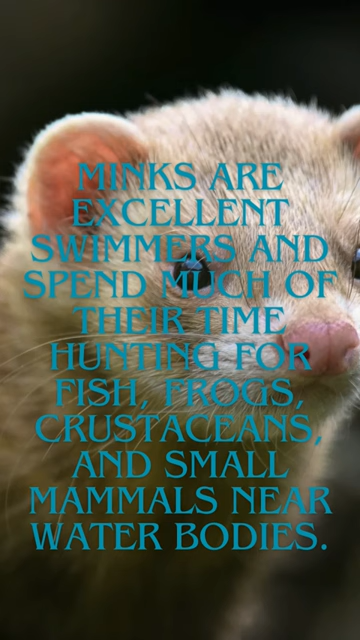 MINKS ARE
EXCELLENT
SWIMMERS AND
SPEND MUCH OF
THEIR TIME
HUNTING FOR
FISH, FROGS,
CRUSTACEANS,
AND SMALL
MAMMALS NEAR
WATER BODIES.